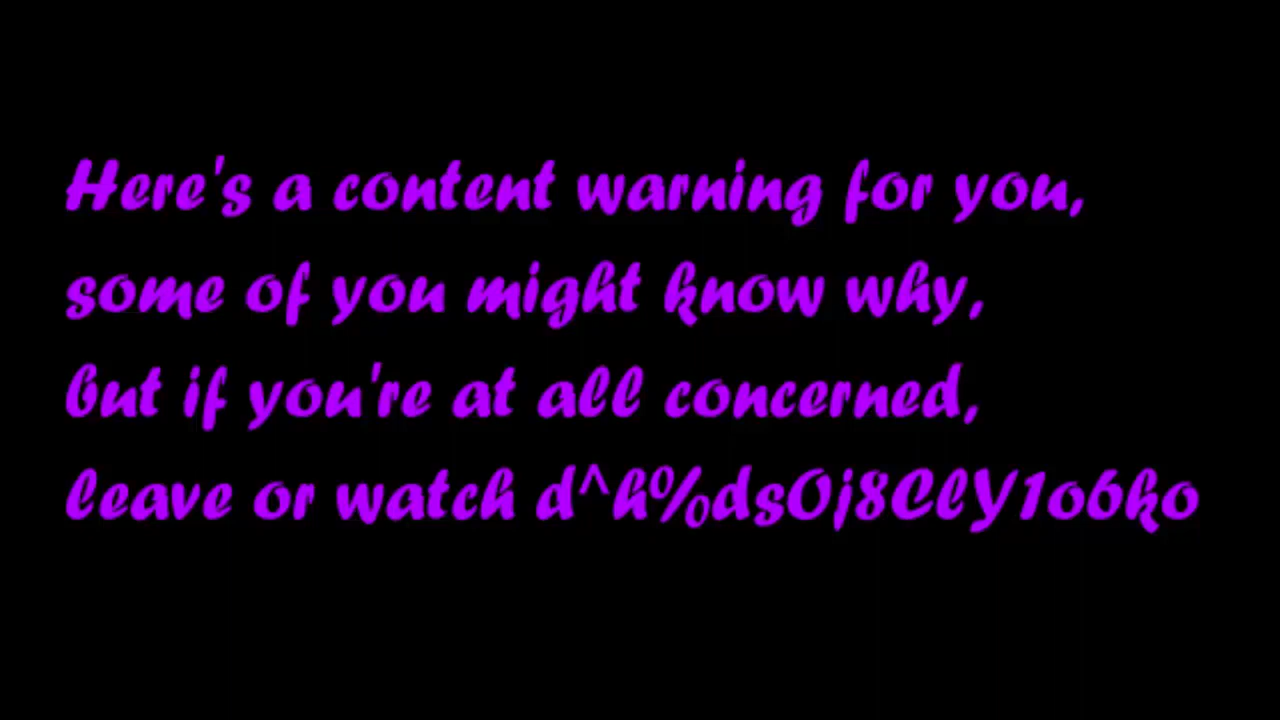 Here's a content warning for you,
some of you might know why,
but if you're at all concerned,
leave or watch d^h%dsOj8ClY1o6ko